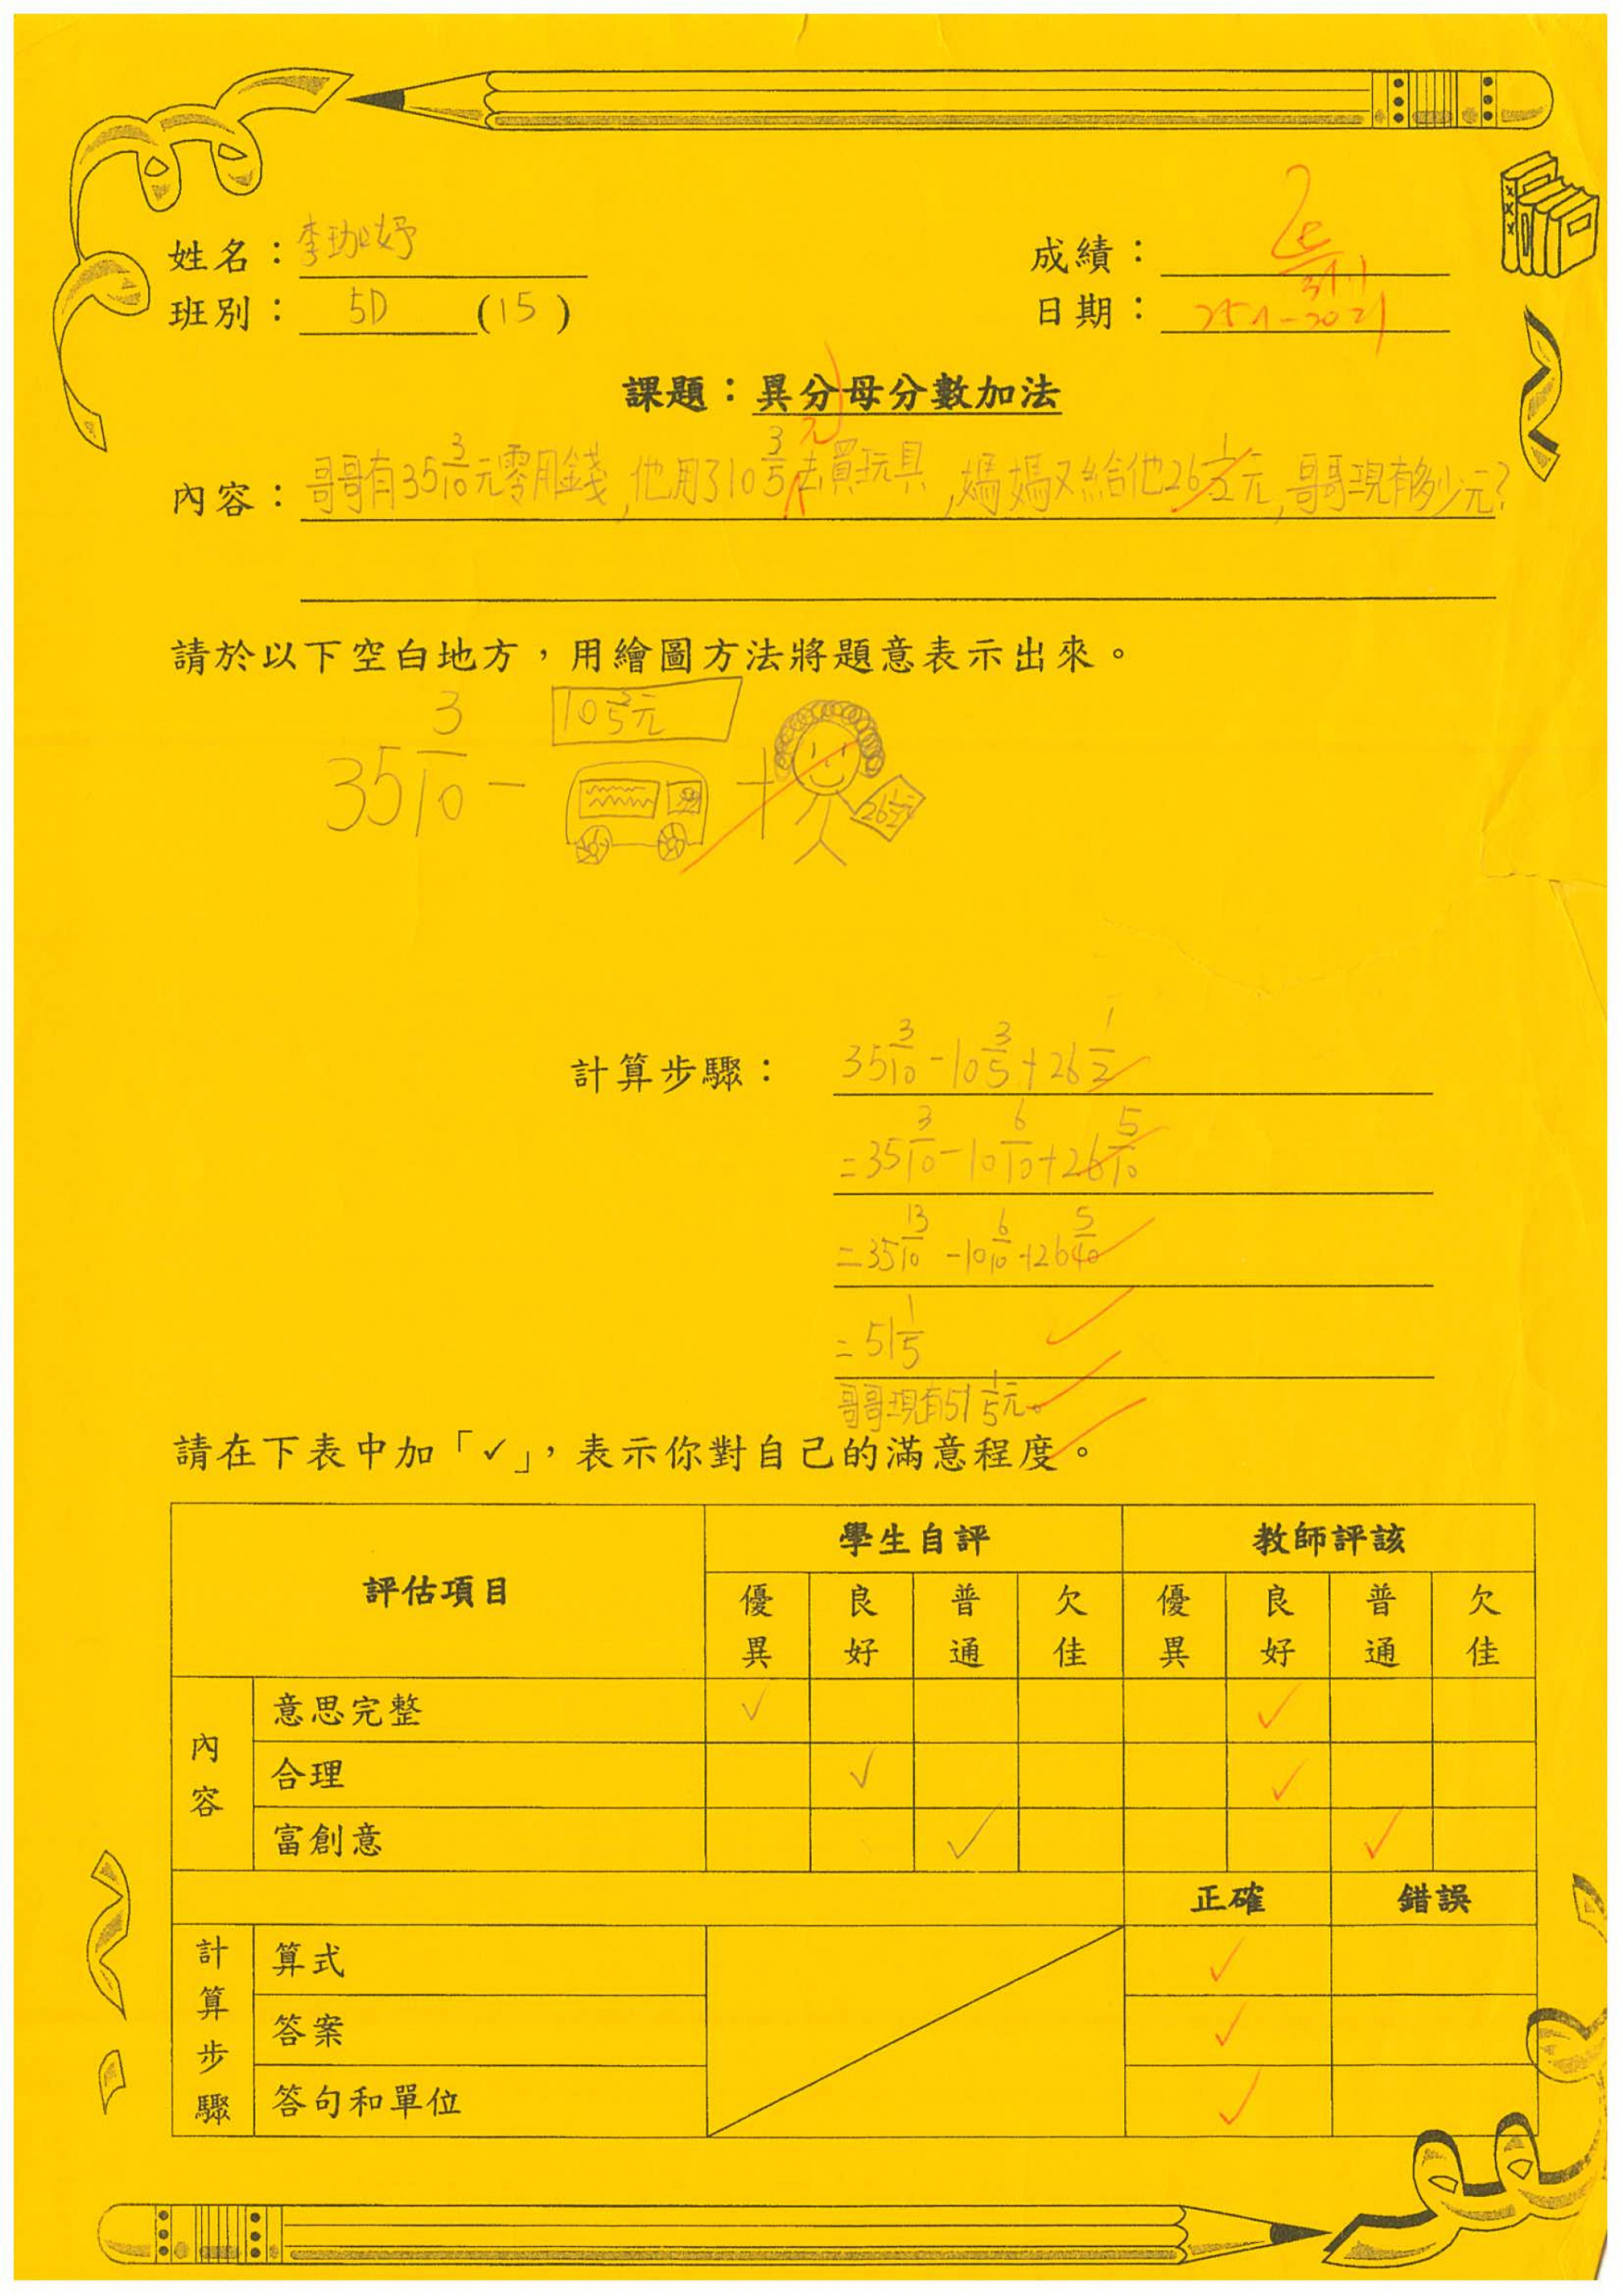 姓名：李珈妤
成績：
班別：5D (15)
日期：25-1-2021
課題：異分母分數加法
內容：哥哥有35 3/10元零用錢,他用了10 3/5元去買玩具,媽媽又給他26 1/2元,哥哥現有多少元?
請於以下空白地方，用繪圖方法將題意表示出來。
10 3/5元
35 3/10 - + 26 1/2元
計算步驟： 35 3/10 - 10 3/5 + 26 1/2
= 35 3/10 - 10 6/10 + 26 5/10
= 35 13/10 - 10 6/10 + 26 5/10
= 51 1/5
哥哥現有51 1/5元。
請在下表中加「✓」，表示你對自己的滿意程度。
評估項目 學生自評 教師評該
優異 良好 普通 欠佳 優異 良好 普通 欠佳
內容 意思完整 ✓ ✓
合理 ✓ ✓
富創意 ✓ ✓
正確 錯誤
計算步驟 算式 ✓
答案 ✓
答句和單位 ✓